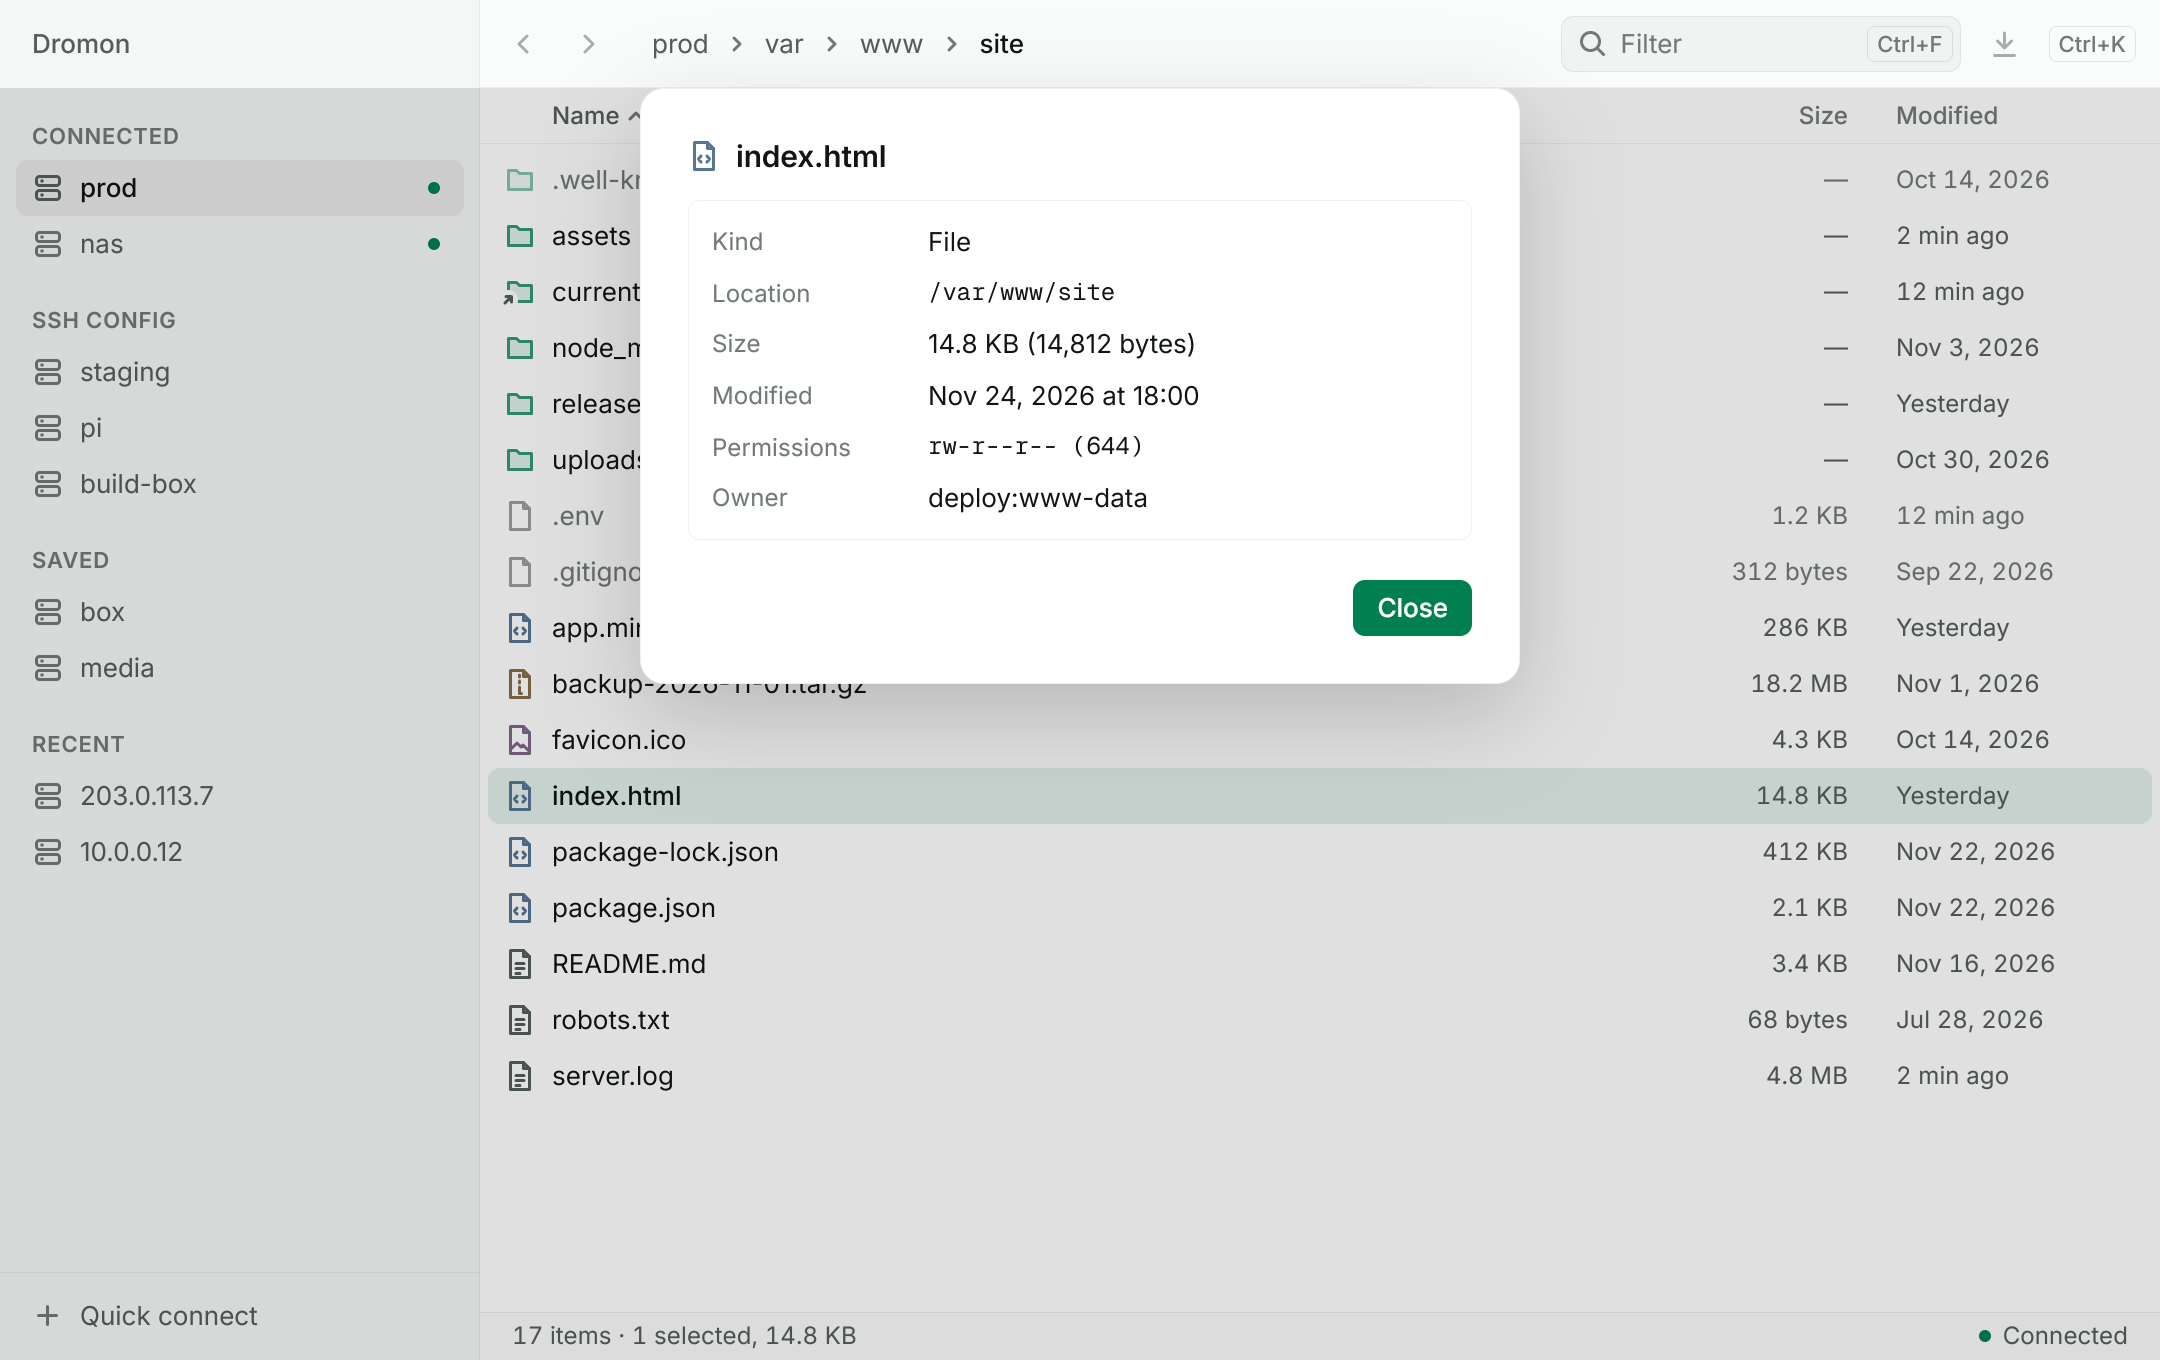 Dromon
prod > var > www > site
Filter
Ctrl+F
Ctrl+K
CONNECTED
prod
nas
SSH CONFIG
staging
pi
build-box
SAVED
box
media
RECENT
203.0.113.7
10.0.0.12
Quick connect
Name
Size
Modified
— Oct 14, 2026
assets — 2 min ago
current — 12 min ago
— Nov 3, 2026
— Yesterday
— Oct 30, 2026
.env 1.2 KB 12 min ago
312 bytes Sep 22, 2026
286 KB Yesterday
backup-2026-11-01.tar.gz 18.2 MB Nov 1, 2026
favicon.ico 4.3 KB Oct 14, 2026
index.html 14.8 KB Yesterday
package-lock.json 412 KB Nov 22, 2026
package.json 2.1 KB Nov 22, 2026
README.md 3.4 KB Nov 16, 2026
robots.txt 68 bytes Jul 28, 2026
server.log 4.8 MB 2 min ago
index.html
Kind File
Location /var/www/site
Size 14.8 KB (14,812 bytes)
Modified Nov 24, 2026 at 18:00
Permissions rw-r--r-- (644)
Owner deploy:www-data
Close
17 items · 1 selected, 14.8 KB
Connected